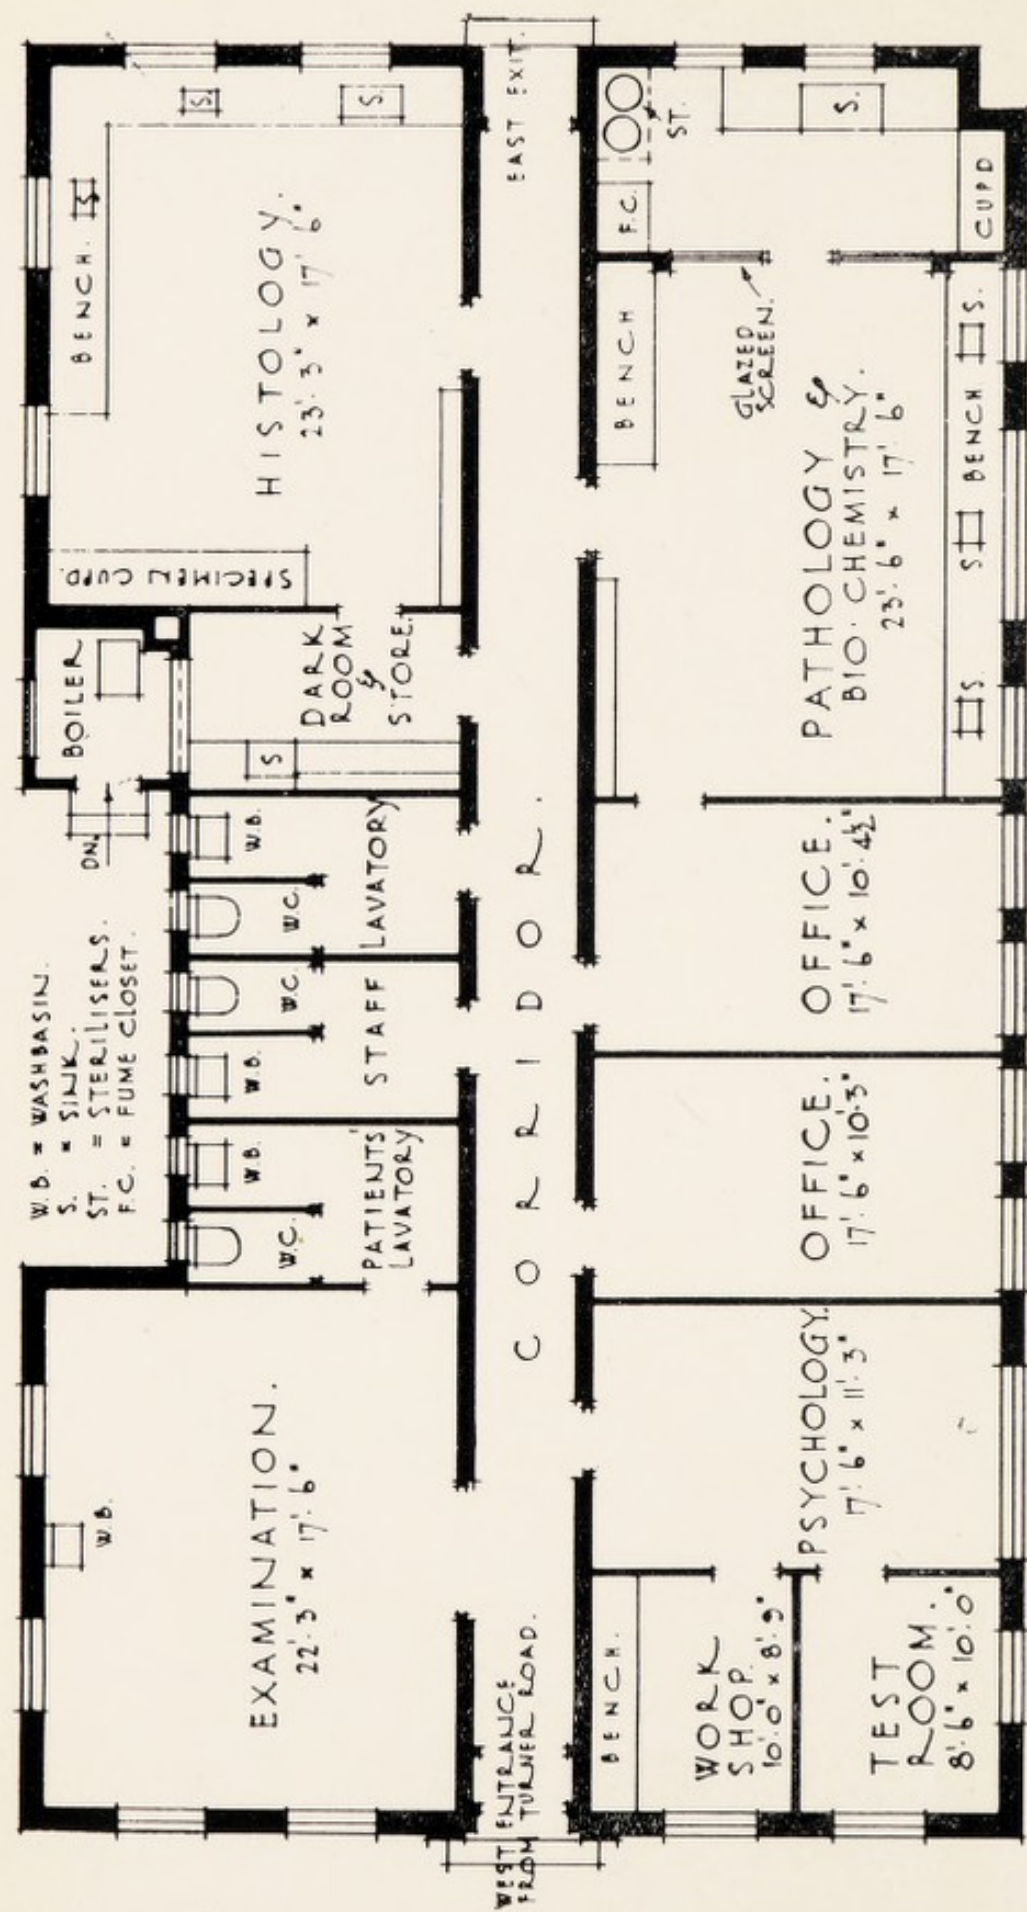 W.B. = WASHBASIN.
S. = SINK.
ST. = STERILISERS.
F.C. = FUME CLOSET.
DN.
BOILER
EXAMINATION.
22'. 3" x 17'. 6"
W.B.
W.C.
W.B.
PATIENTS'
LAVATORY
W.B.
W.C.
STAFF LAVATORY
W.C.
W.B.
S
DARK
ROOM
&
STORE.
SPECIMEN CUPD.
BENCH.
S
S.
S.
HISTOLOGY.
23'. 3" x 17'. 6"
WEST ENTRANCE
FROM TURNER ROAD.
CORRIDOR.
EAST EXIT.
BENCH.
WORK
SHOP.
10'. 0" x 8'. 9"
TEST
ROOM.
8'. 6" x 10'. 0"
PSYCHOLOGY.
17'. 6" x 11'. 3"
OFFICE.
17'. 6" x 10'. 3"
OFFICE.
17'. 6" x 10'. 4½"
PATHOLOGY &
BIO. CHEMISTRY.
23'. 6" x 17'. 6"
S.
S
BENCH
S.
BENCH
GLAZED
SCREEN.
F.C.
ST.
S.
CUPD